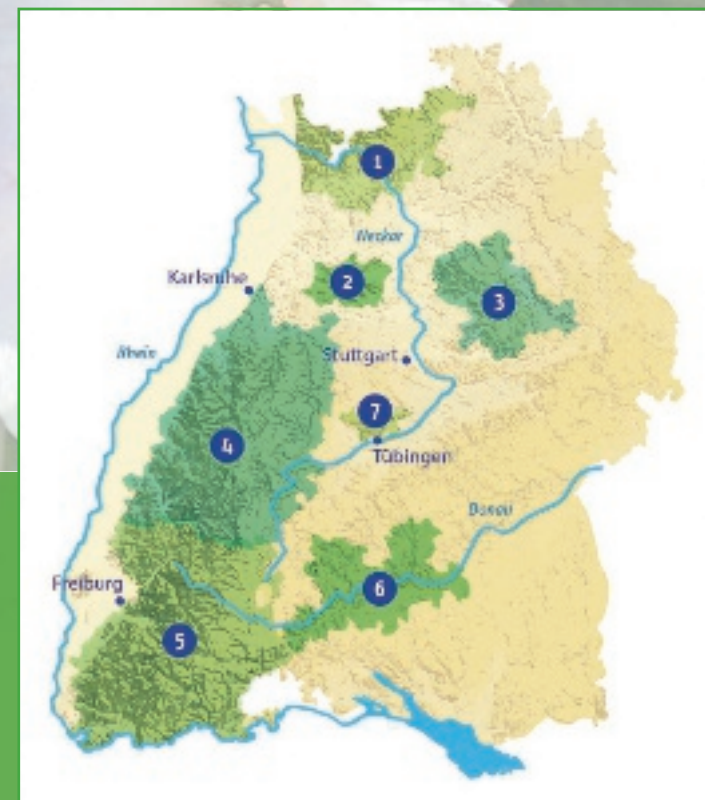 1
Neckar
Karlsruhe
2
3
Rhein
Stuttgart
7
4
Tübingen
Donau
Freiburg
6
5